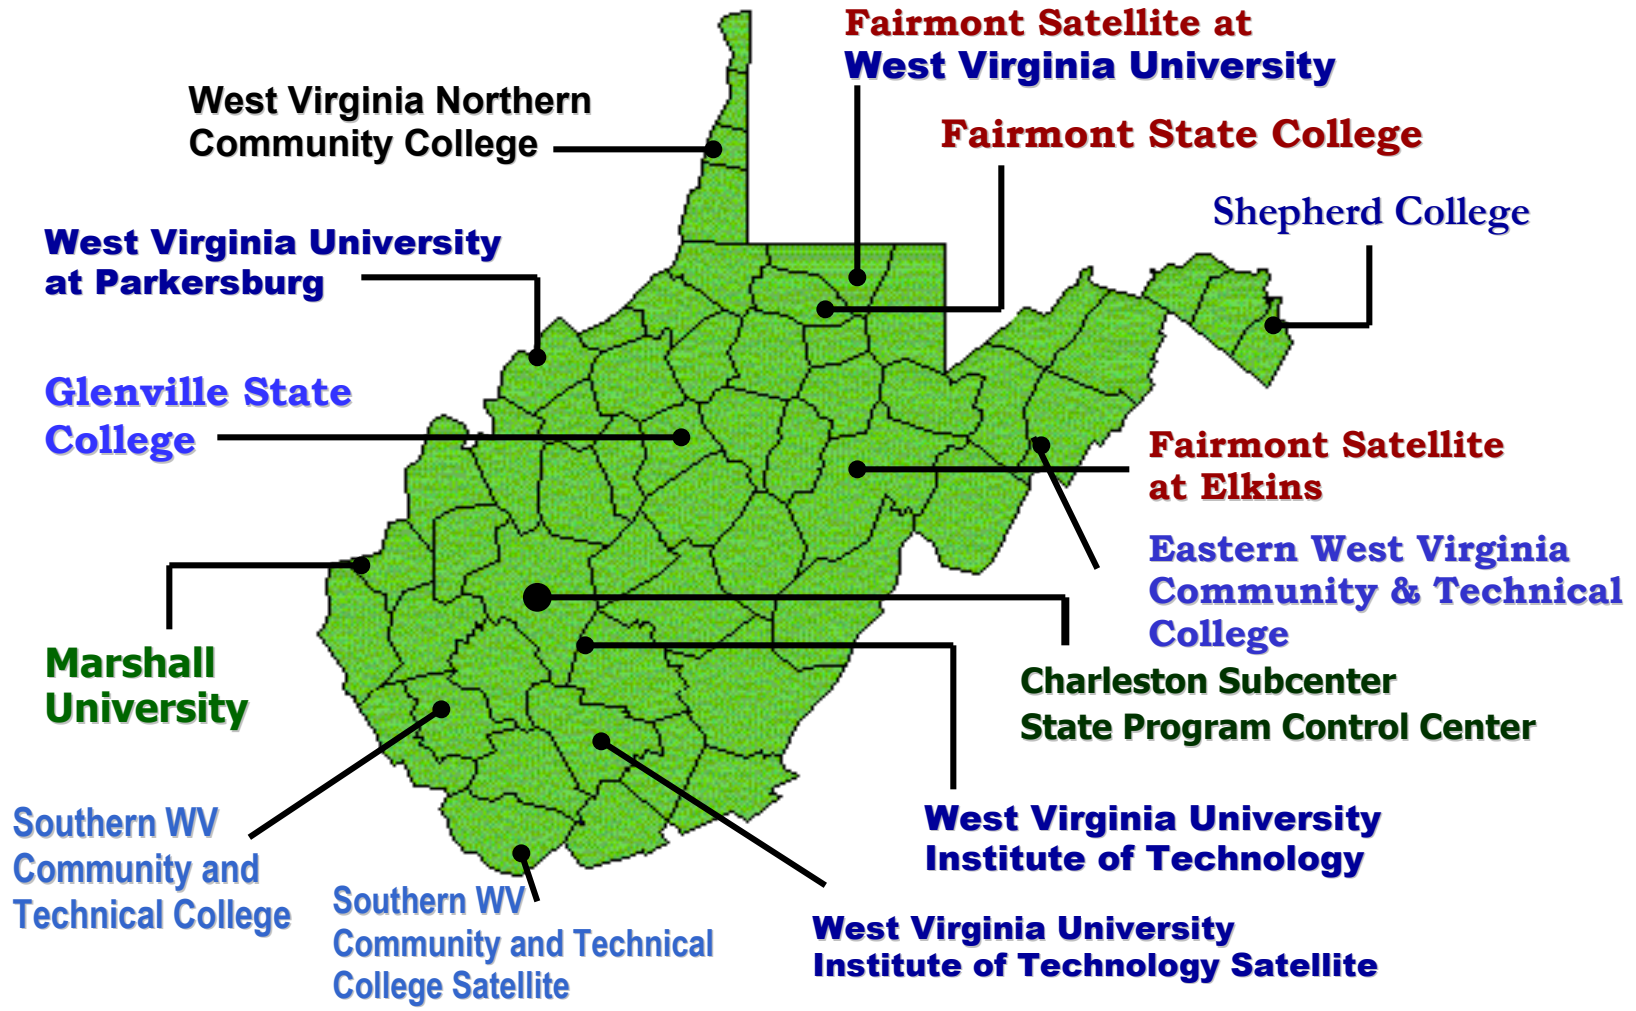 Fairmont Satellite at
West Virginia University
West Virginia Northern
Community College
Fairmont State College
Shepherd College
West Virginia University
at Parkersburg
Glenville State
College
Fairmont Satellite
at Elkins
Eastern West Virginia
Community & Technical
College
Marshall
University
Charleston Subcenter
State Program Control Center
West Virginia University
Institute of Technology
Southern WV
Community and
Technical College
Southern WV
Community and Technical
College Satellite
West Virginia University
Institute of Technology Satellite